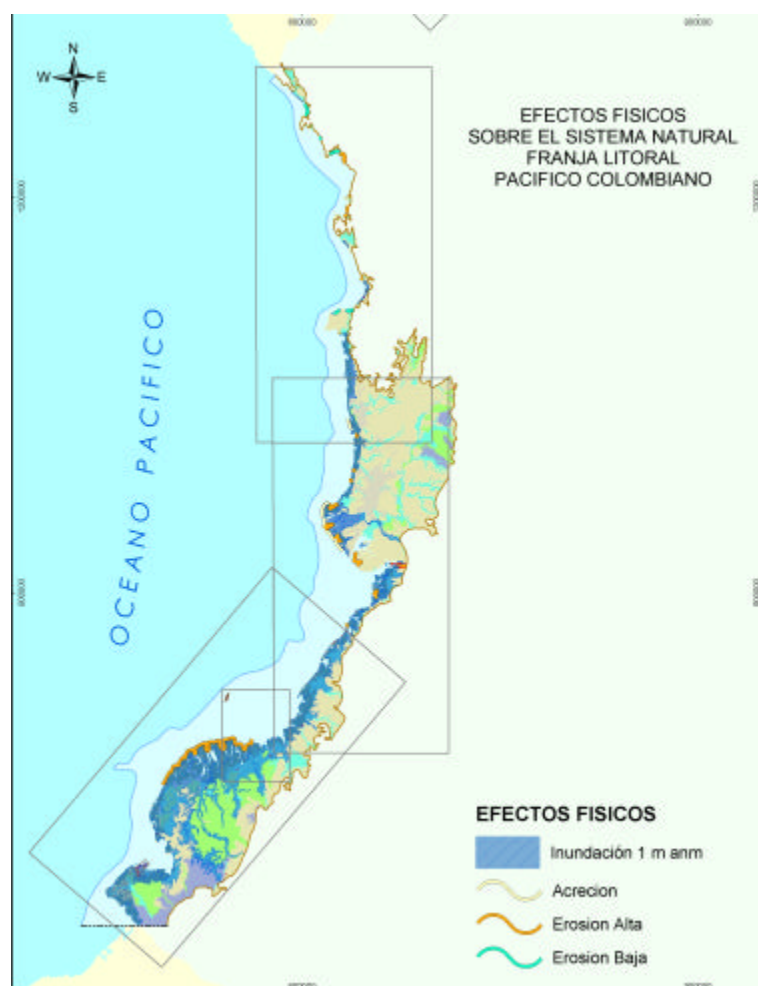 N
W E
S
EFECTOS FISICOS
SOBRE EL SISTEMA NATURAL
FRANJA LITORAL
PACIFICO COLOMBIANO
OCEANO PACIFICO
EFECTOS FISICOS
Inundación 1 m anm
Acrecion
Erosion Alta
Erosion Baja